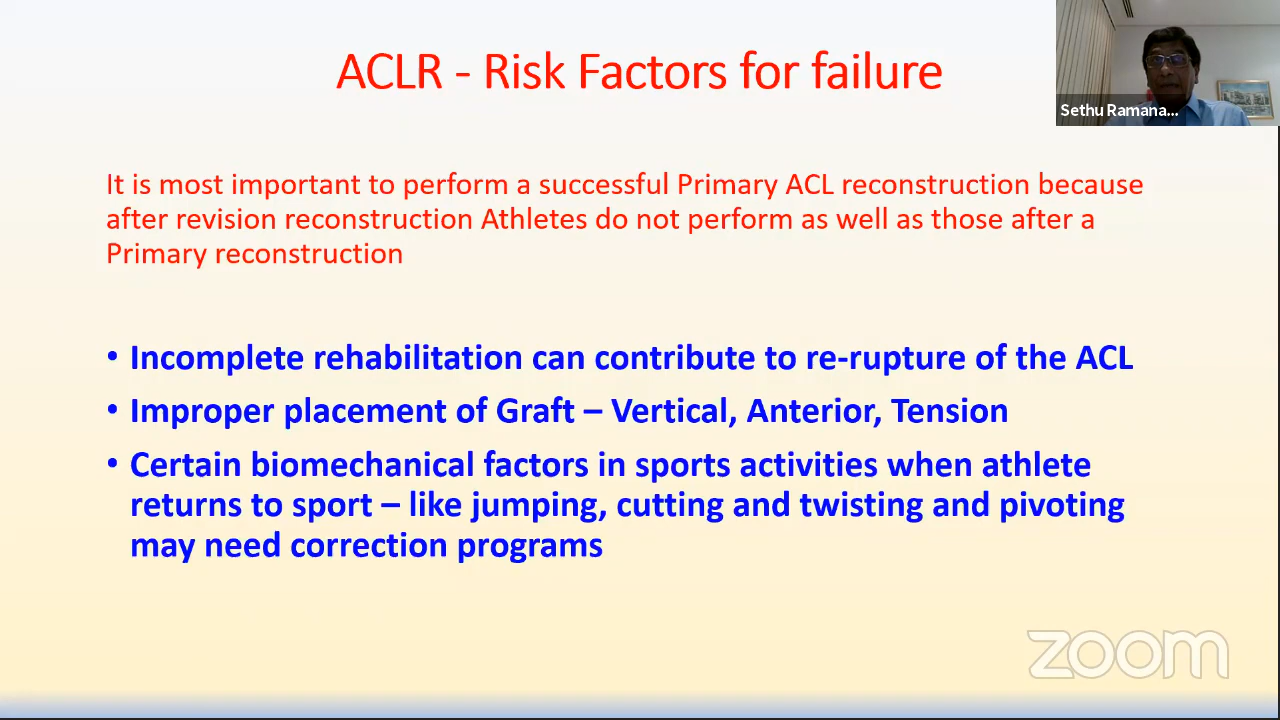 ACLR - Risk Factors for failure
Sethu Ramana...
It is most important to perform a successful Primary ACL reconstruction because
after revision reconstruction Athletes do not perform as well as those after a
Primary reconstruction
• Incomplete rehabilitation can contribute to re-rupture of the ACL
• Improper placement of Graft – Vertical, Anterior, Tension
• Certain biomechanical factors in sports activities when athlete
returns to sport – like jumping, cutting and twisting and pivoting
may need correction programs
zoom